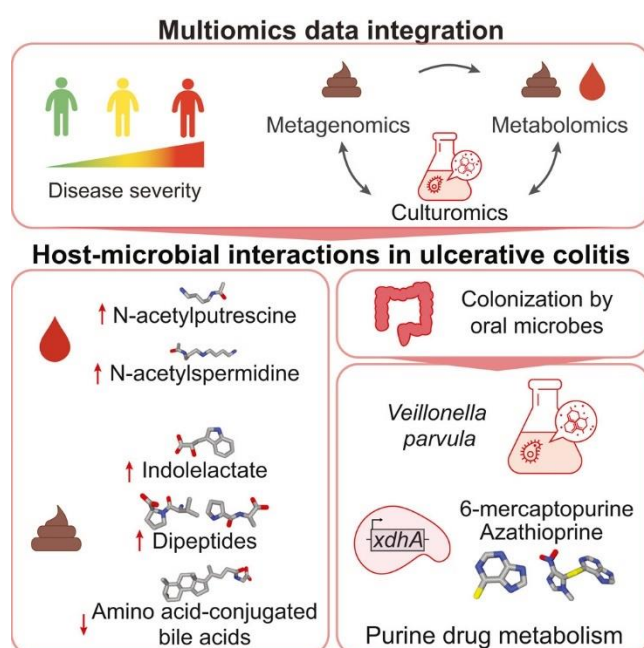 Multiomics data integration
Disease severity
Metagenomics
Metabolomics
Culturomics
Host-microbial interactions in ulcerative colitis
↑ N-acetylputrescine
↑ N-acetylspermidine
↑ Indolelactate
↑ Dipeptides
↓ Amino acid-conjugated
bile acids
Colonization by
oral microbes
Veillonella
parvula
xdhA
6-mercaptopurine
Azathioprine
Purine drug metabolism